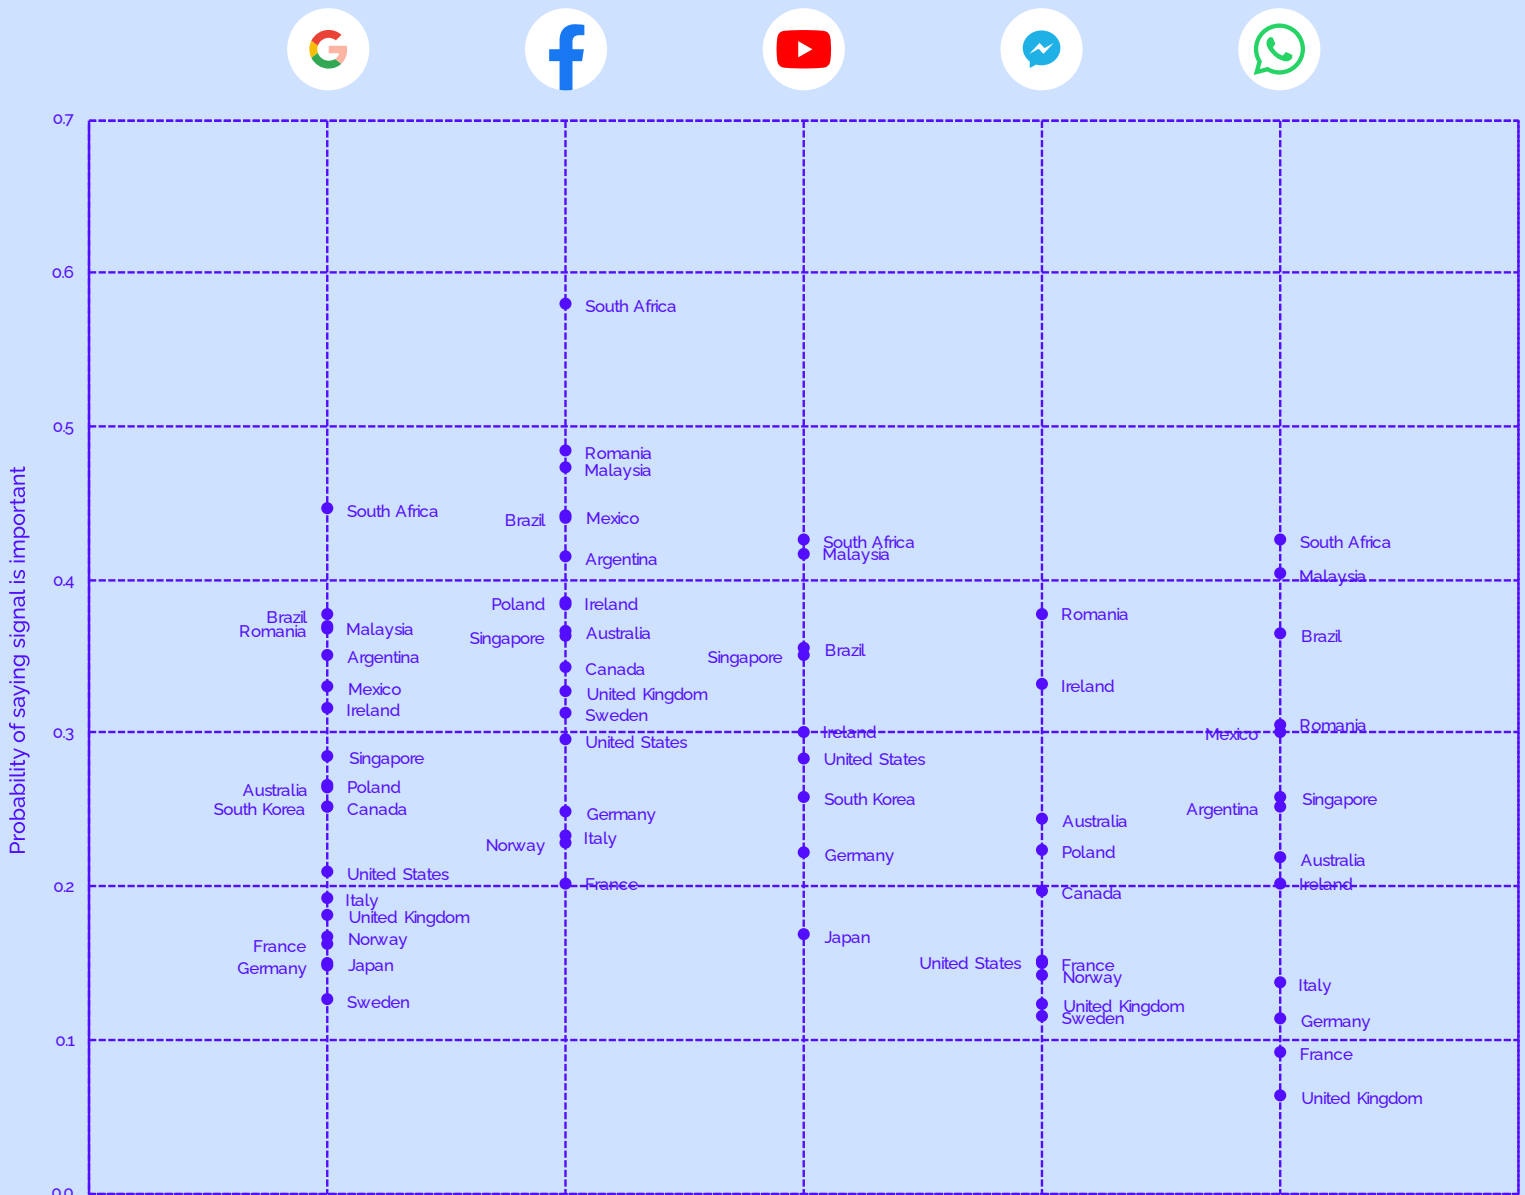 0.7
0.6
South Africa
0.5
Romania
Malaysia
South Africa
Brazil
Mexico
South Africa
Malaysia
South Africa
Argentina
Malaysia
0.4
Poland
Ireland
Brazil
Romania
Malaysia
Singapore
Australia
Romania
Brazil
Argentina
Canada
Singapore
Brazil
Mexico
United Kingdom
Ireland
Ireland
Sweden
0.3
United States
Ireland
Mexico
Romania
Singapore
United States
Australia
Poland
South Korea
Canada
Germany
South Korea
Argentina
Singapore
Norway
Italy
Australia
Germany
Poland
Australia
United States
0.2
France
Canada
Ireland
Italy
United Kingdom
France
Norway
Japan
Germany
Japan
United States
France
Norway
Italy
Sweden
United Kingdom
Sweden
Germany
0.1
France
United Kingdom
0.0
Probability of saying signal is important